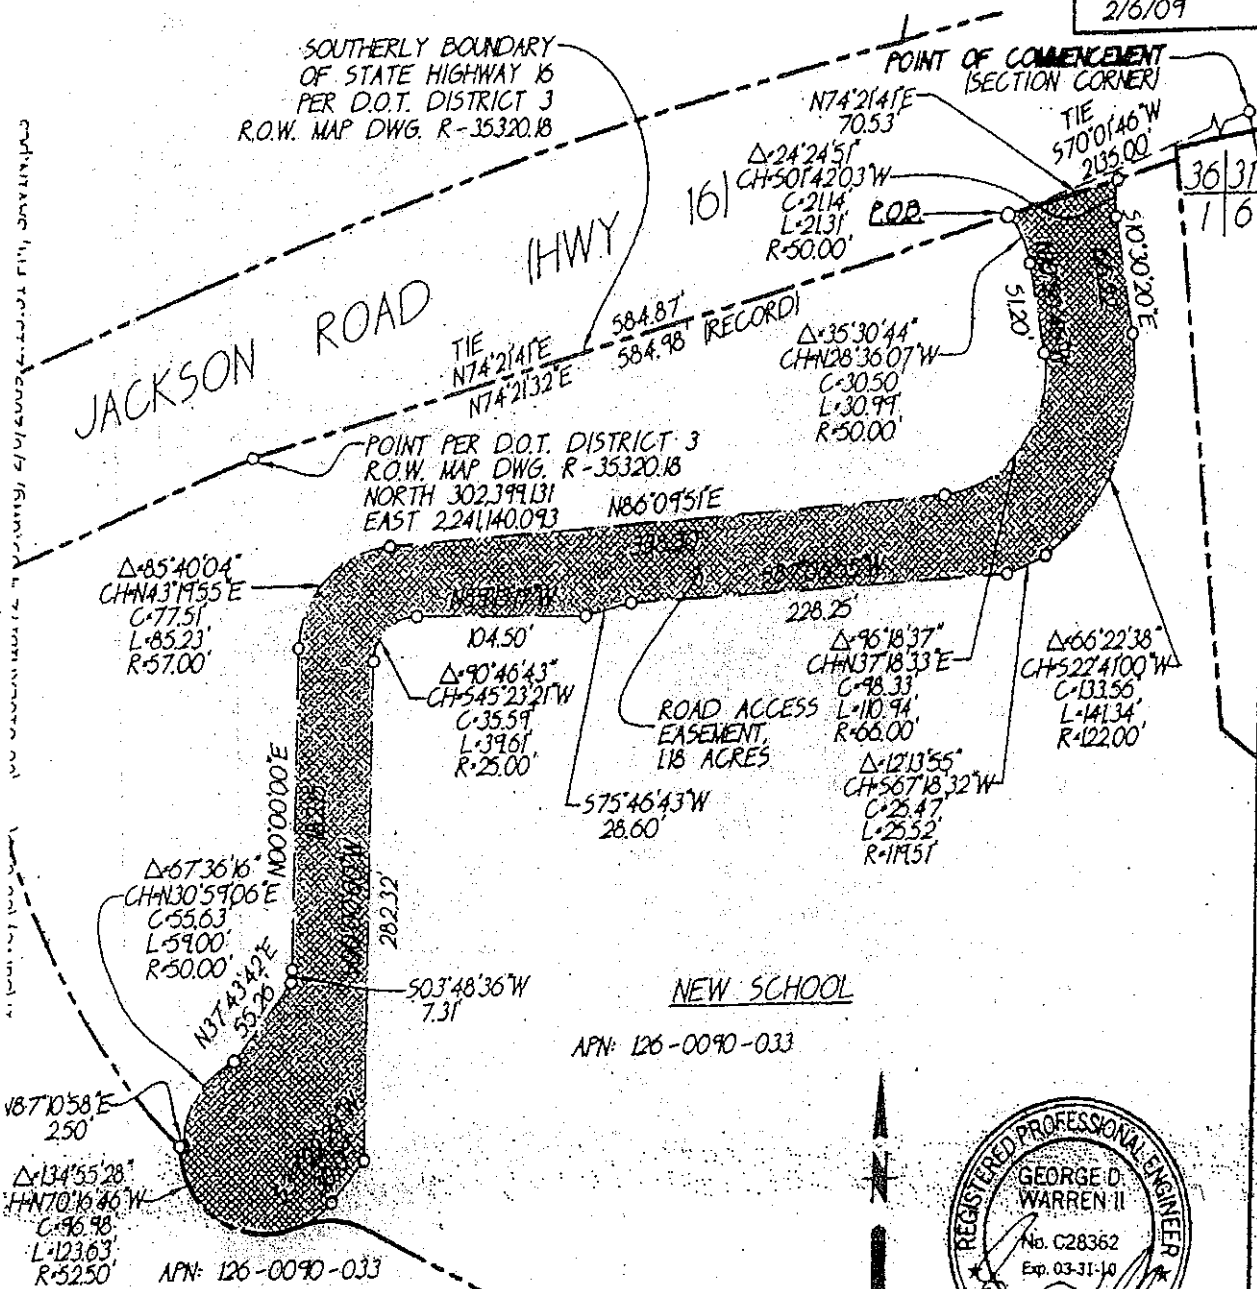 2/6/09
SOUTHERLY BOUNDARY
OF STATE HIGHWAY 16
PER D.O.T. DISTRICT 3
R.O.W. MAP DWG. R-35320.18
POINT OF COMMENCEMENT
(SECTION CORNER)
N74°21'41"E
70.53'
TIE
S70°01'46"W
2135.00'
36 31
1 6
Δ=24°24'51"
CH=S01°42'03"W
C=21.14'
L=21.31'
R=50.00'
P.O.B.
S10°30'20"E
51.20'
JACKSON ROAD (HWY 16)
TIE
N74°21'41"E
584.87'
N74°21'32"E
584.98' (RECORD)
Δ=35°30'44"
CH=N28°36'07"W
C=30.50'
L=30.99'
R=50.00'
POINT PER D.O.T. DISTRICT 3
R.O.W. MAP DWG. R-35320.18
NORTH 302,399.131
EAST 2,241,140.093
N86°09'51"E
228.25'
104.50'
Δ=85°40'04"
CH=N43°19'55"E
C=77.51'
L=85.23'
R=57.00'
Δ=90°46'43"
CH=S45°23'21"W
C=35.59'
L=39.61'
R=25.00'
ROAD ACCESS
EASEMENT,
1.18 ACRES
S75°46'43"W
28.60'
Δ=96°18'37"
CH=N37°18'33"E
C=98.33'
L=110.94'
R=66.00'
Δ=12°13'55"
CH=S67°18'32"W
C=25.47'
L=25.52'
R=119.51'
Δ=66°22'38"
CH=S22°41'00"W
C=133.56'
L=141.34'
R=122.00'
N00°00'00"E
282.32'
Δ=67°36'16"
CH=N30°59'06"E
C=55.63'
L=59.00'
R=50.00'
N37°43'42"E
55.26'
S03°48'36"W
7.31'
NEW SCHOOL
APN: 126-0090-033
N87°10'58"E
2.50'
Δ=134°55'28"
CH=N70°16'46"W
C=96.98'
L=123.63'
R=52.50'
APN: 126-0090-033
N
REGISTERED PROFESSIONAL ENGINEER
GEORGE D.
WARREN II
No. C28362
Exp. 03-31-10